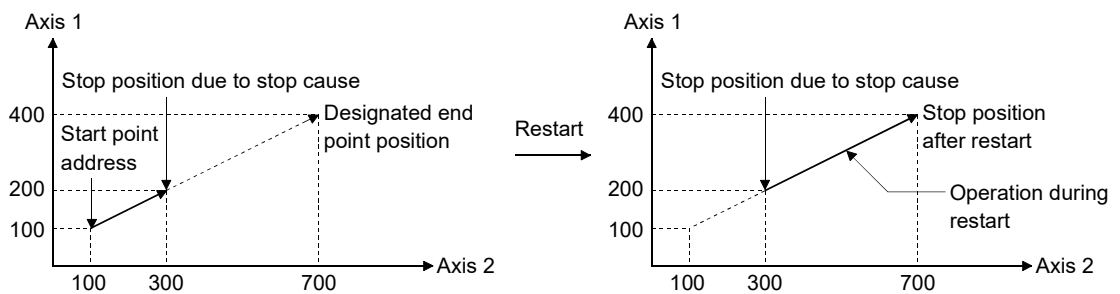 Axis 1
Stop position due to stop cause
400
Designated end
point position
Start point
address
200
100
100
300
700
Axis 2
Restart
Axis 1
Stop position due to stop cause
400
Stop position
after restart
200
Operation during
restart
100
100
300
700
Axis 2